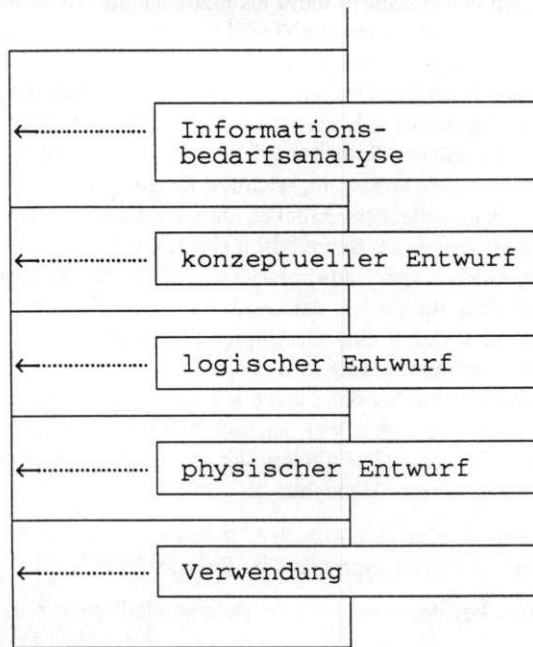 Informations-
bedarfsanalyse
konzeptueller Entwurf
logischer Entwurf
physischer Entwurf
Verwendung